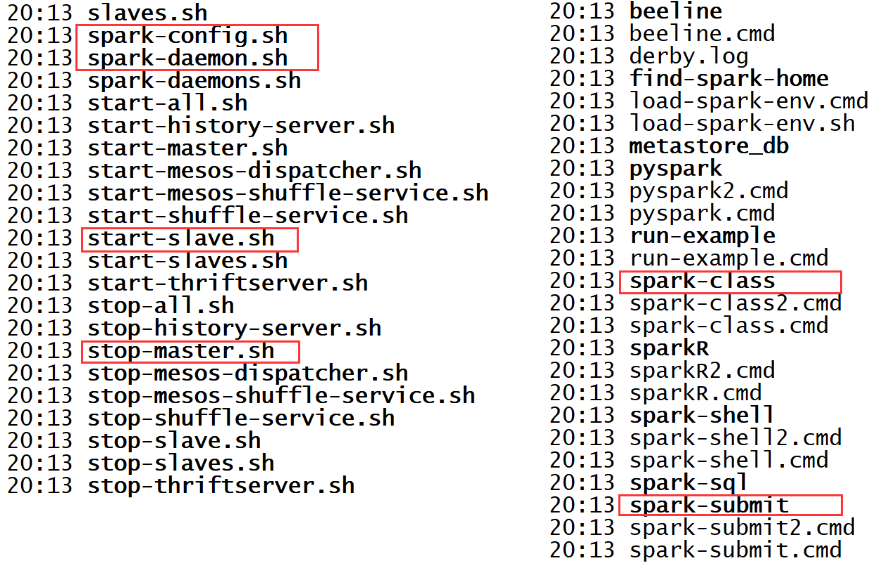 20:13 slaves.sh
20:13 spark-config.sh
20:13 spark-daemon.sh
20:13 spark-daemons.sh
20:13 start-all.sh
20:13 start-history-server.sh
20:13 start-master.sh
20:13 start-mesos-dispatcher.sh
20:13 start-mesos-shuffle-service.sh
20:13 start-shuffle-service.sh
20:13 start-slave.sh
20:13 start-slaves.sh
20:13 start-thriftserver.sh
20:13 stop-all.sh
20:13 stop-history-server.sh
20:13 stop-master.sh
20:13 stop-mesos-dispatcher.sh
20:13 stop-mesos-shuffle-service.sh
20:13 stop-shuffle-service.sh
20:13 stop-slave.sh
20:13 stop-slaves.sh
20:13 stop-thriftserver.sh
20:13 beeline
20:13 beeline.cmd
20:13 derby.log
20:13 find-spark-home
20:13 load-spark-env.cmd
20:13 load-spark-env.sh
20:13 metastore_db
20:13 pyspark
20:13 pyspark2.cmd
20:13 pyspark.cmd
20:13 run-example
20:13 run-example.cmd
20:13 spark-class
20:13 spark-class2.cmd
20:13 spark-class.cmd
20:13 sparkR
20:13 sparkR2.cmd
20:13 sparkR.cmd
20:13 spark-shell
20:13 spark-shell2.cmd
20:13 spark-shell.cmd
20:13 spark-sql
20:13 spark-submit
20:13 spark-submit2.cmd
20:13 spark-submit.cmd